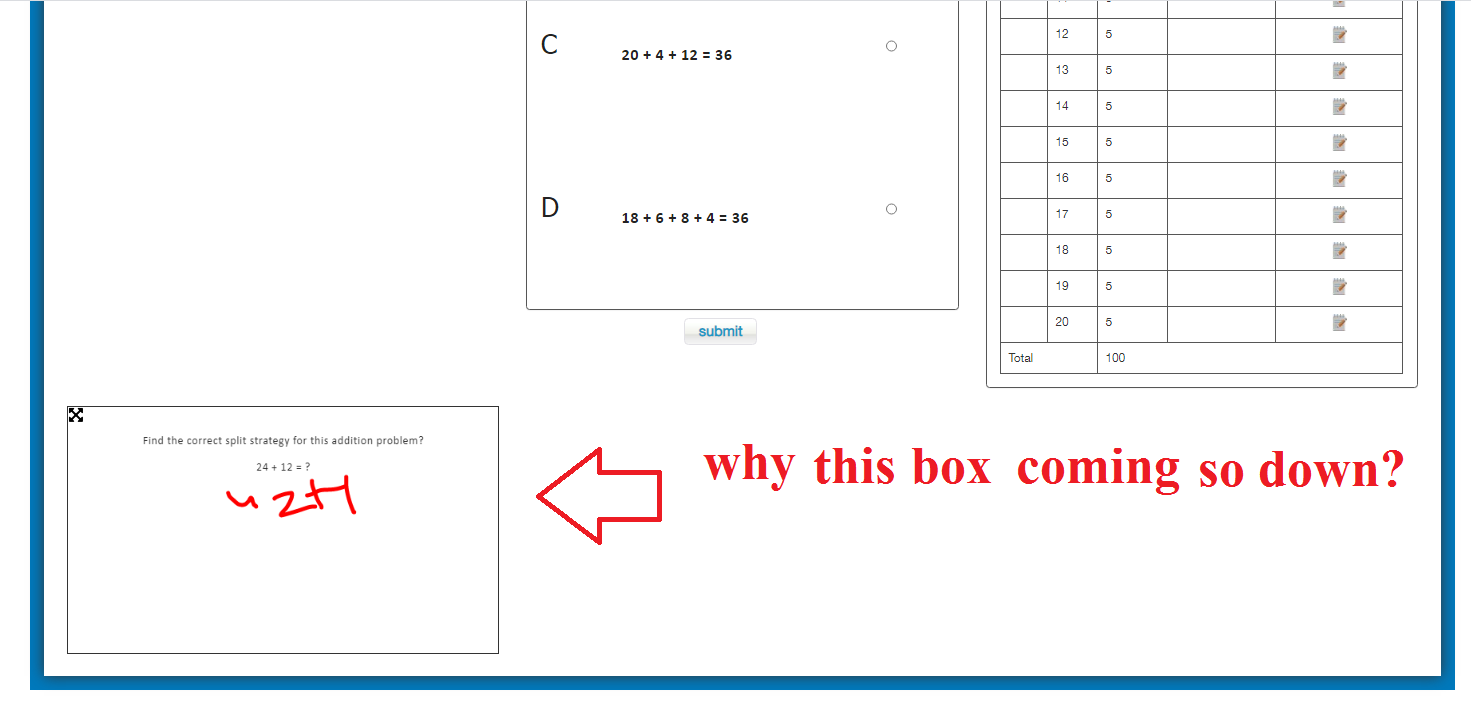 C
20 + 4 + 12 = 36
D
18 + 6 + 8 + 4 = 36
submit
12 5
13 5
14 5
15 5
16 5
17 5
18 5
19 5
20 5
Total 100
Find the correct split strategy for this addition problem?
24 + 12 = ?
why this box coming so down?